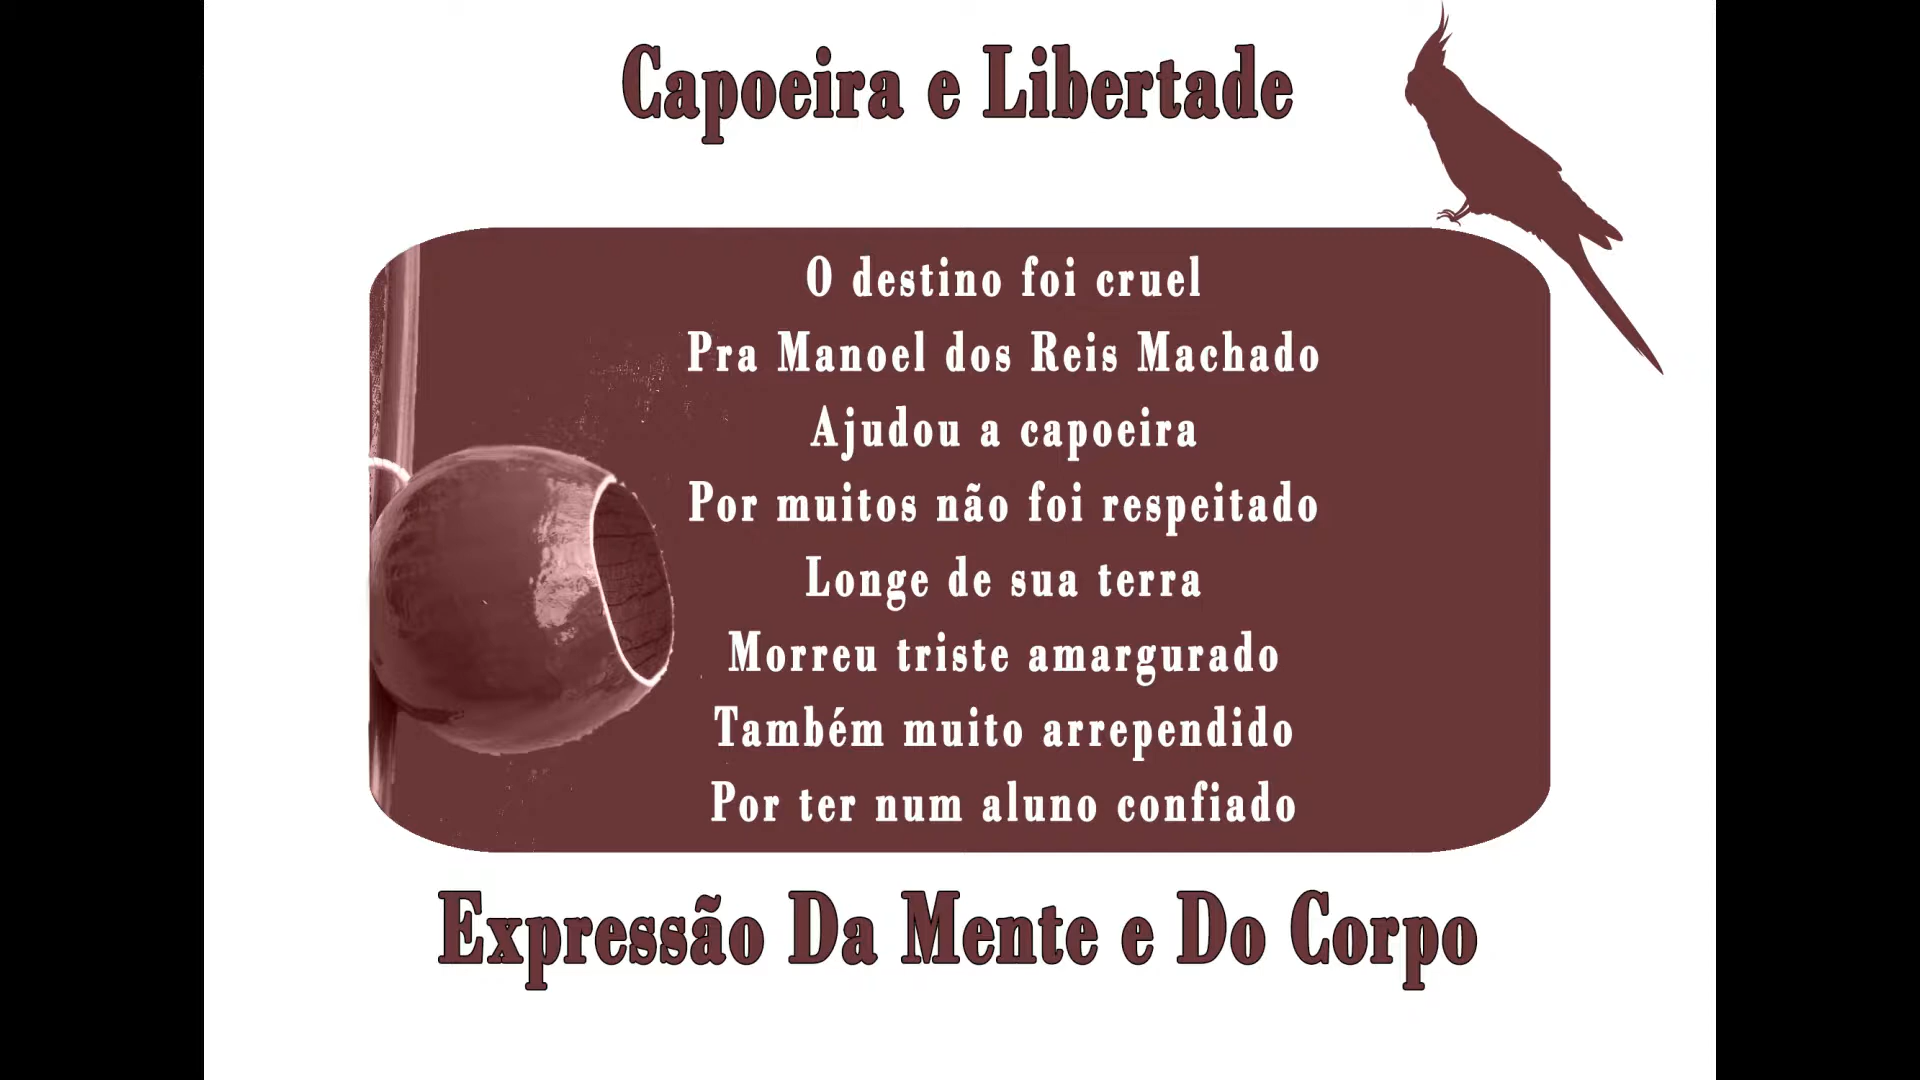 Capoeira e Libertade
O destino foi cruel
Pra Manoel dos Reis Machado
Ajudou a capoeira
Por muitos não foi respeitado
Longe de sua terra
Morreu triste amargurado
Também muito arrependido
Por ter num aluno confiado
Expressão Da Mente e Do Corpo